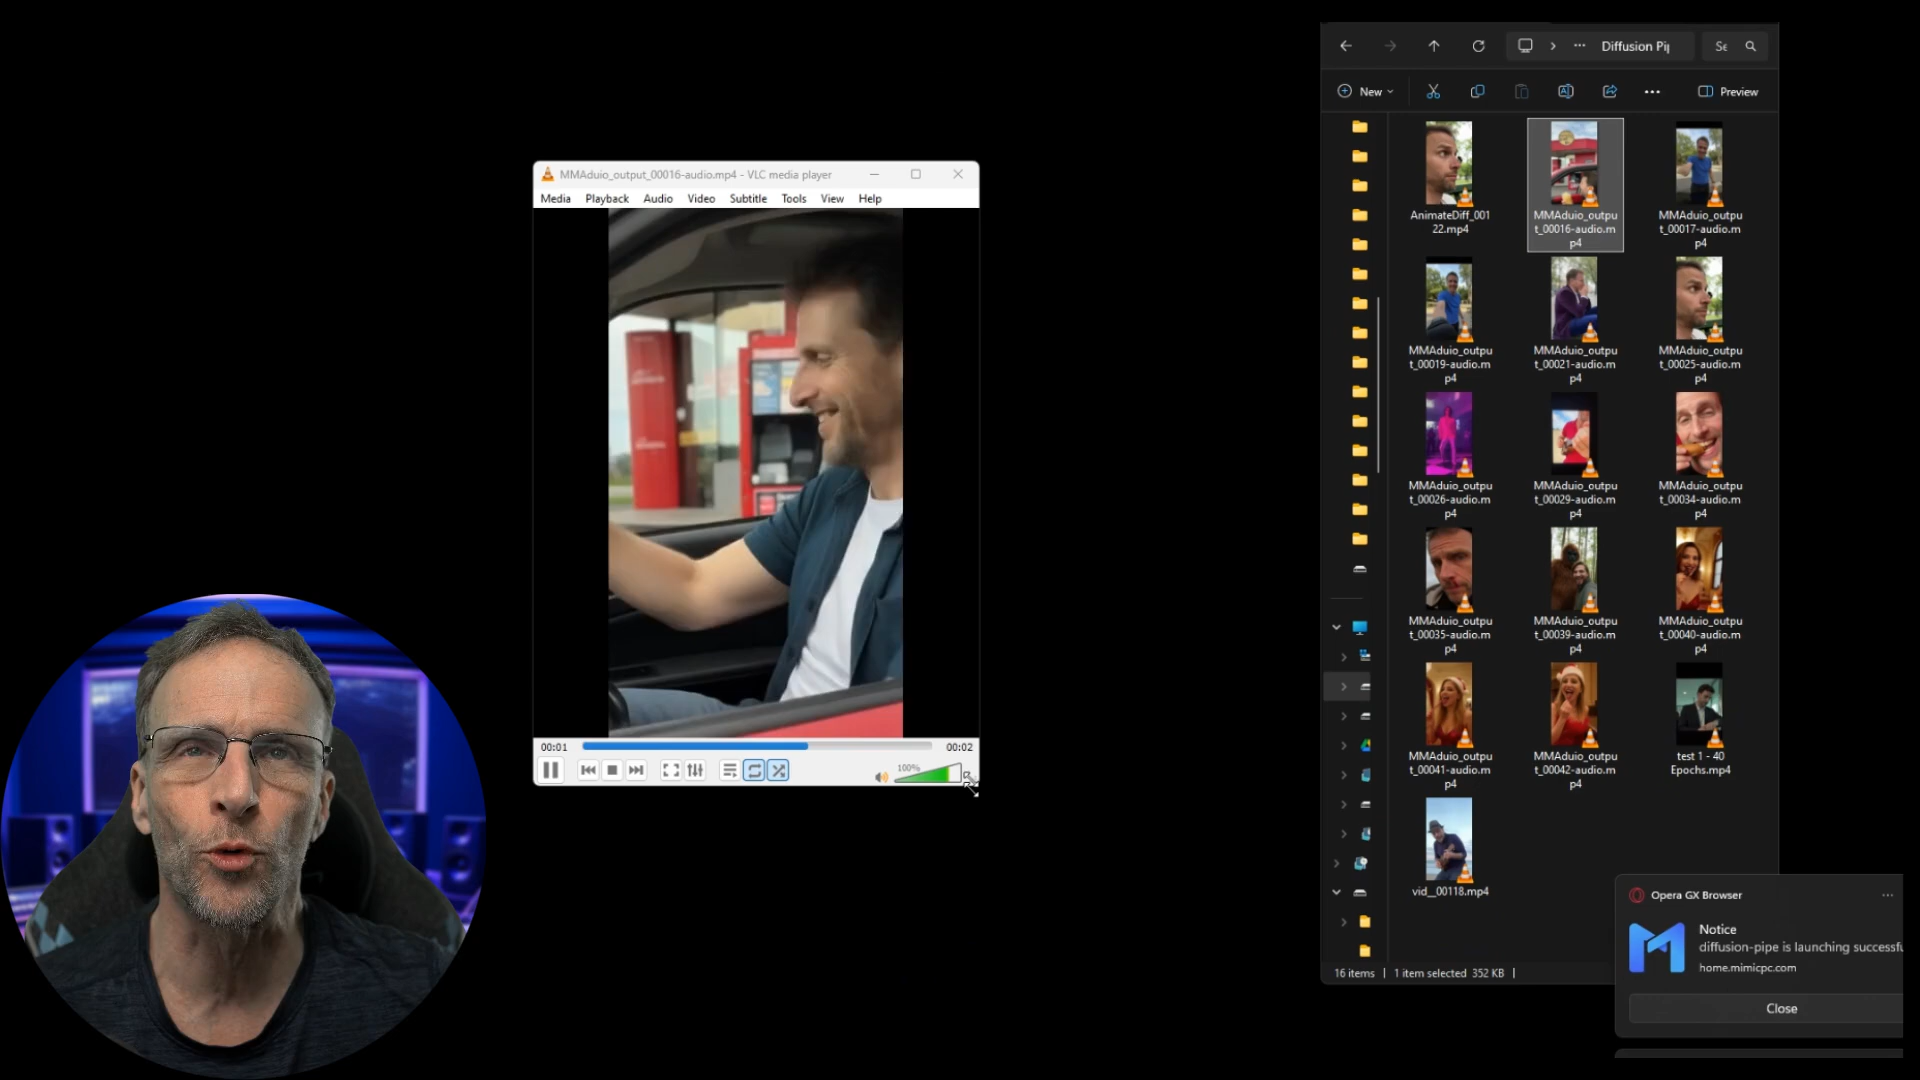 MMAduio_output_00016-audio.mp4 - VLC media player
Media Playback Audio Video Subtitle Tools View Help
00:01
00:02
100%
Diffusion Pip
Se
New
Preview
AnimateDiff_001
22.mp4
MMAduio_outpu
t_00016-audio.m
p4
MMAduio_outpu
t_00017-audio.m
p4
MMAduio_outpu
t_00019-audio.m
p4
MMAduio_outpu
t_00021-audio.m
p4
MMAduio_outpu
t_00025-audio.m
p4
MMAduio_outpu
t_00026-audio.m
p4
MMAduio_outpu
t_00029-audio.m
p4
MMAduio_outpu
t_00034-audio.m
p4
MMAduio_outpu
t_00035-audio.m
p4
MMAduio_outpu
t_00039-audio.m
p4
MMAduio_outpu
t_00040-audio.m
p4
MMAduio_outpu
t_00041-audio.m
p4
MMAduio_outpu
t_00042-audio.m
p4
test 1 - 40
Epochs.mp4
vid__00118.mp4
16 items | 1 item selected 352 KB |
Opera GX Browser
Notice
diffusion-pipe is launching successfu
home.mimicpc.com
Close